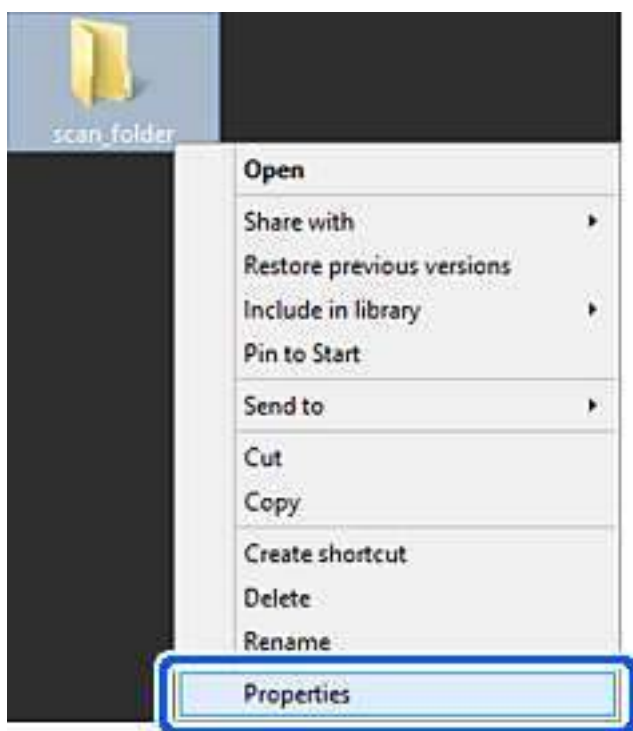 scan_folder
Open
Share with
Restore previous versions
Include in library
Pin to Start
Send to
Cut
Copy
Create shortcut
Delete
Rename
Properties